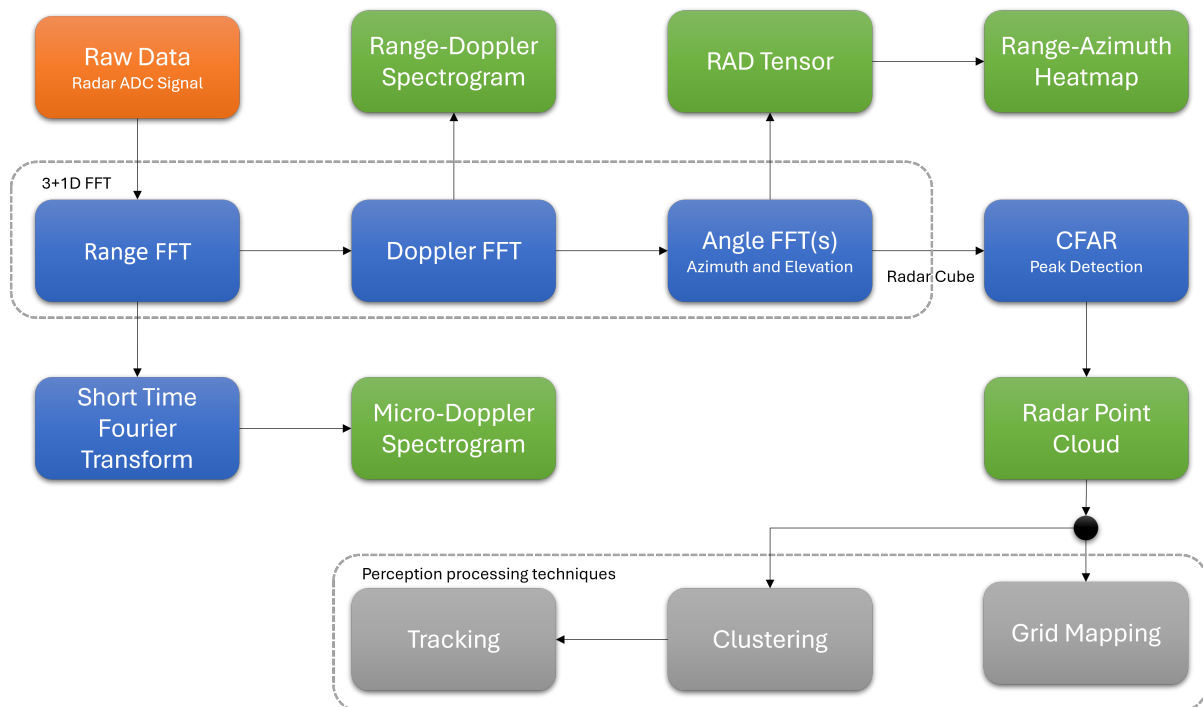 Raw Data
Radar ADC Signal
Range-Doppler
Spectrogram
RAD Tensor
Range-Azimuth
Heatmap
3+1D FFT
Range FFT
Doppler FFT
Angle FFT(s)
Azimuth and Elevation
Radar Cube
CFAR
Peak Detection
Short Time
Fourier
Transform
Micro-Doppler
Spectrogram
Radar Point
Cloud
Perception processing techniques
Tracking
Clustering
Grid Mapping